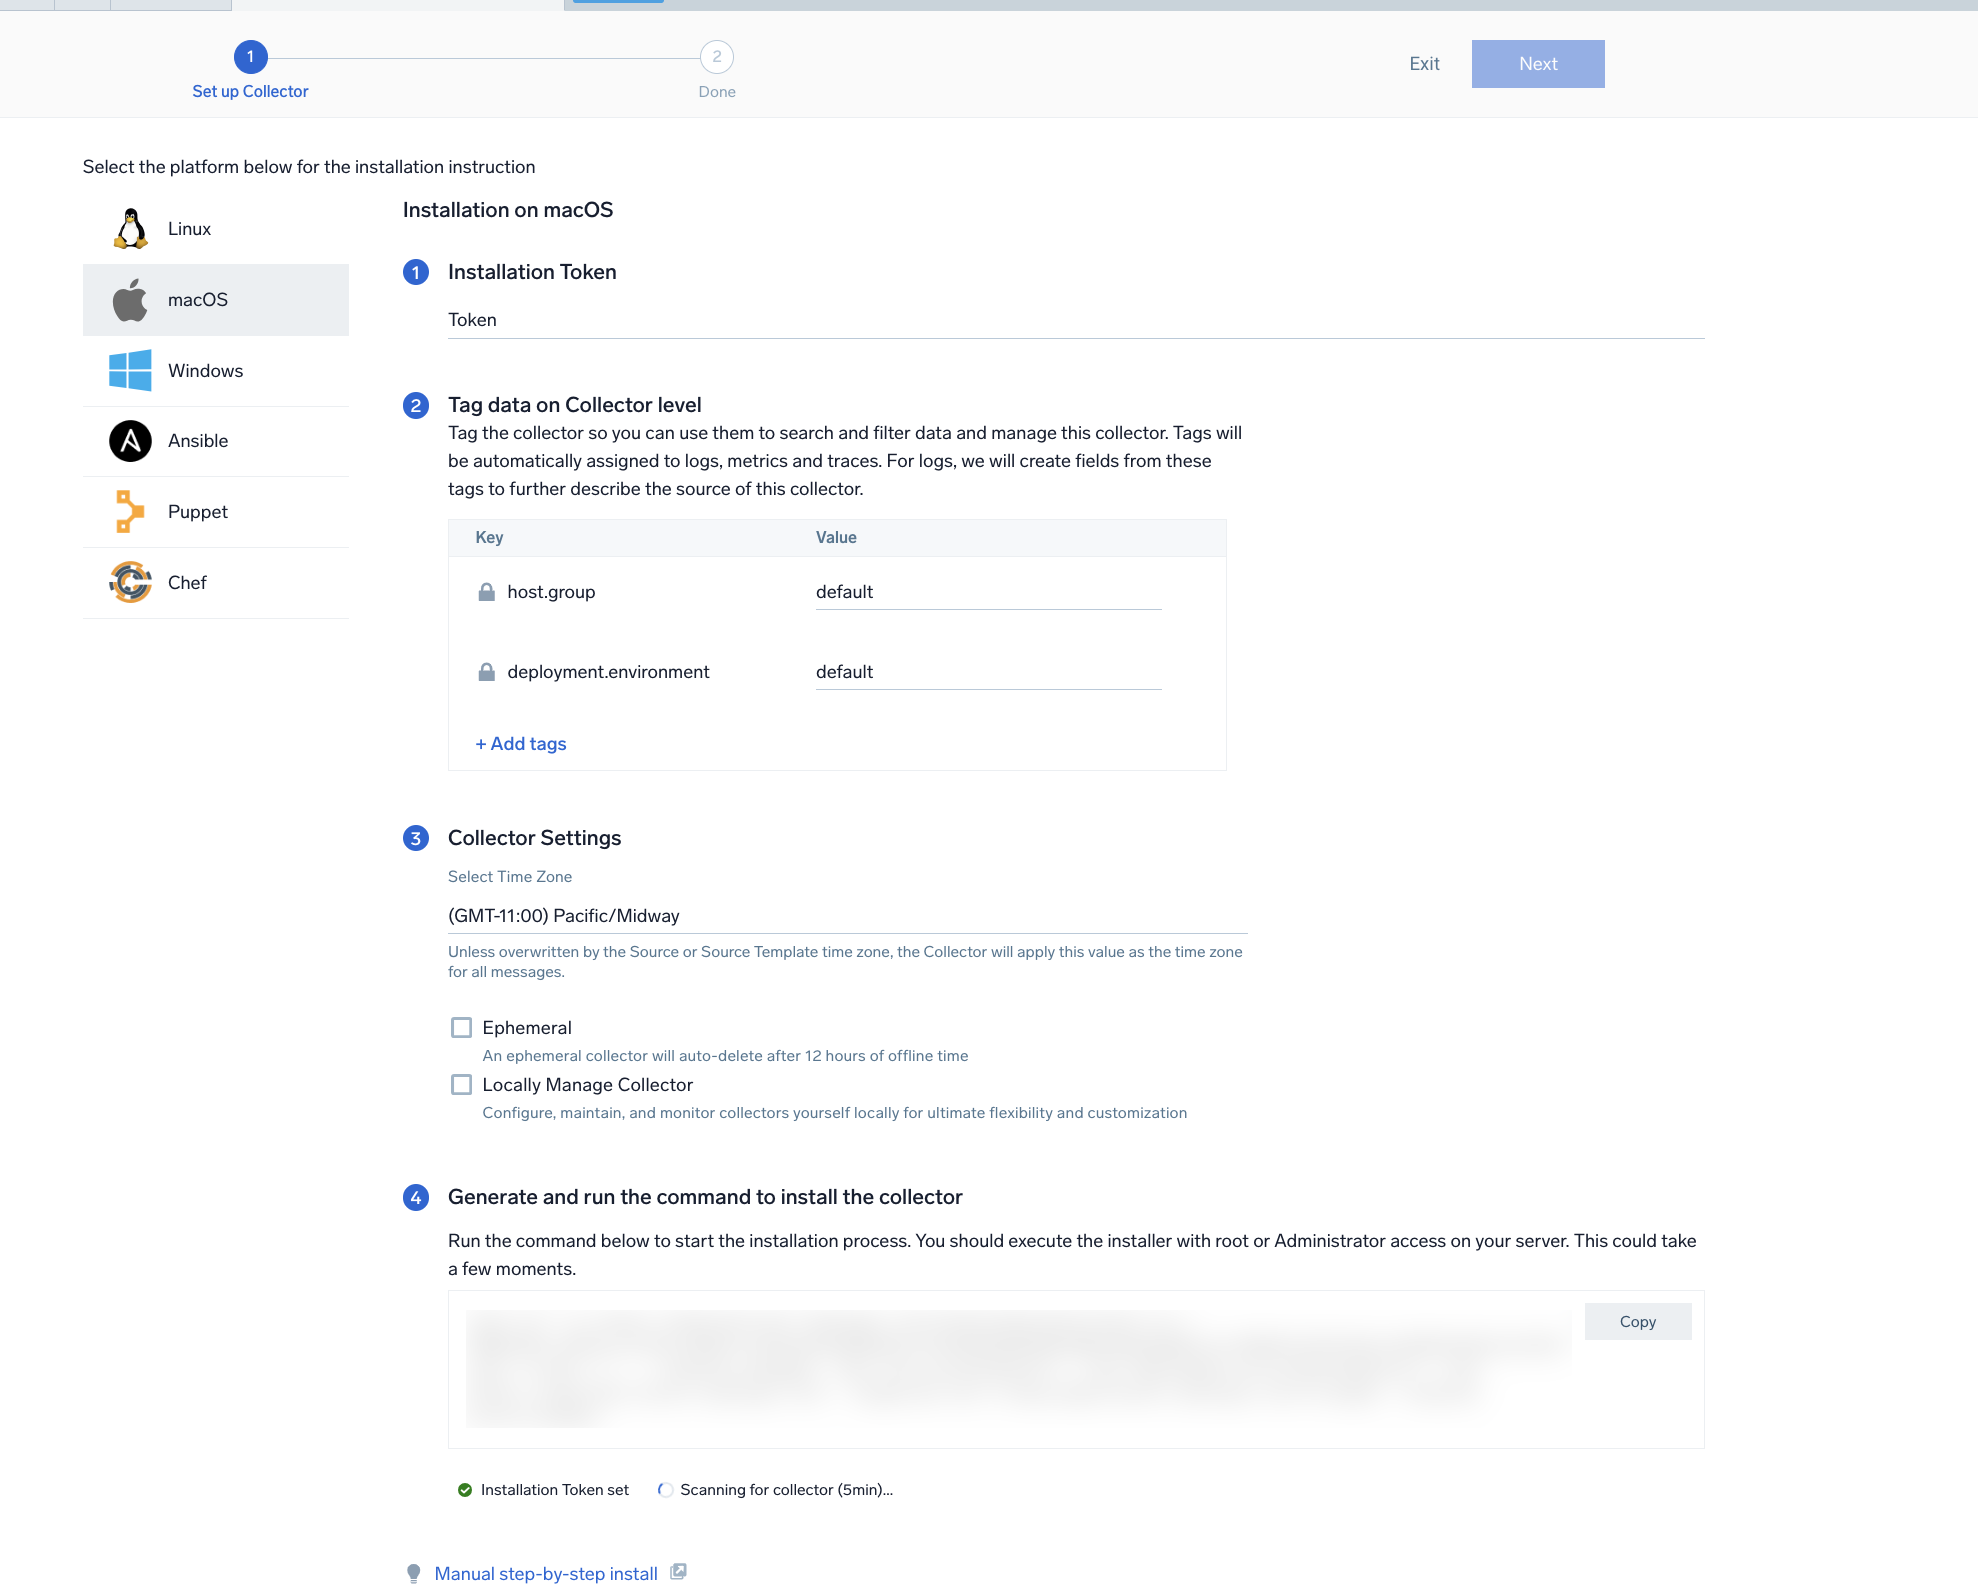 1
2
Set up Collector
Done
Exit
Next
Select the platform below for the installation instruction
Linux
macOS
Windows
Ansible
Puppet
Chef
Installation on macOS
1 Installation Token
Token
2 Tag data on Collector level
Tag the collector so you can use them to search and filter data and manage this collector. Tags will
be automatically assigned to logs, metrics and traces. For logs, we will create fields from these
tags to further describe the source of this collector.
Key Value
host.group default
deployment.environment default
+ Add tags
3 Collector Settings
Select Time Zone
(GMT-11:00) Pacific/Midway
Unless overwritten by the Source or Source Template time zone, the Collector will apply this value as the time zone
for all messages.
Ephemeral
An ephemeral collector will auto-delete after 12 hours of offline time
Locally Manage Collector
Configure, maintain, and monitor collectors yourself locally for ultimate flexibility and customization
4 Generate and run the command to install the collector
Run the command below to start the installation process. You should execute the installer with root or Administrator access on your server. This could take
a few moments.
Copy
Installation Token set Scanning for collector (5min)...
Manual step-by-step install